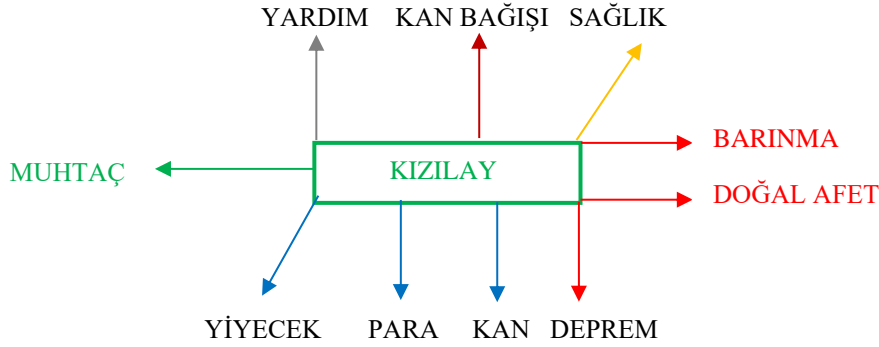 YARDIM KAN BAĞIŞI SAĞLIK
BARINMA
MUHTAÇ KIZILAY
DOĞAL AFET
YİYECEK PARA KAN DEPREM